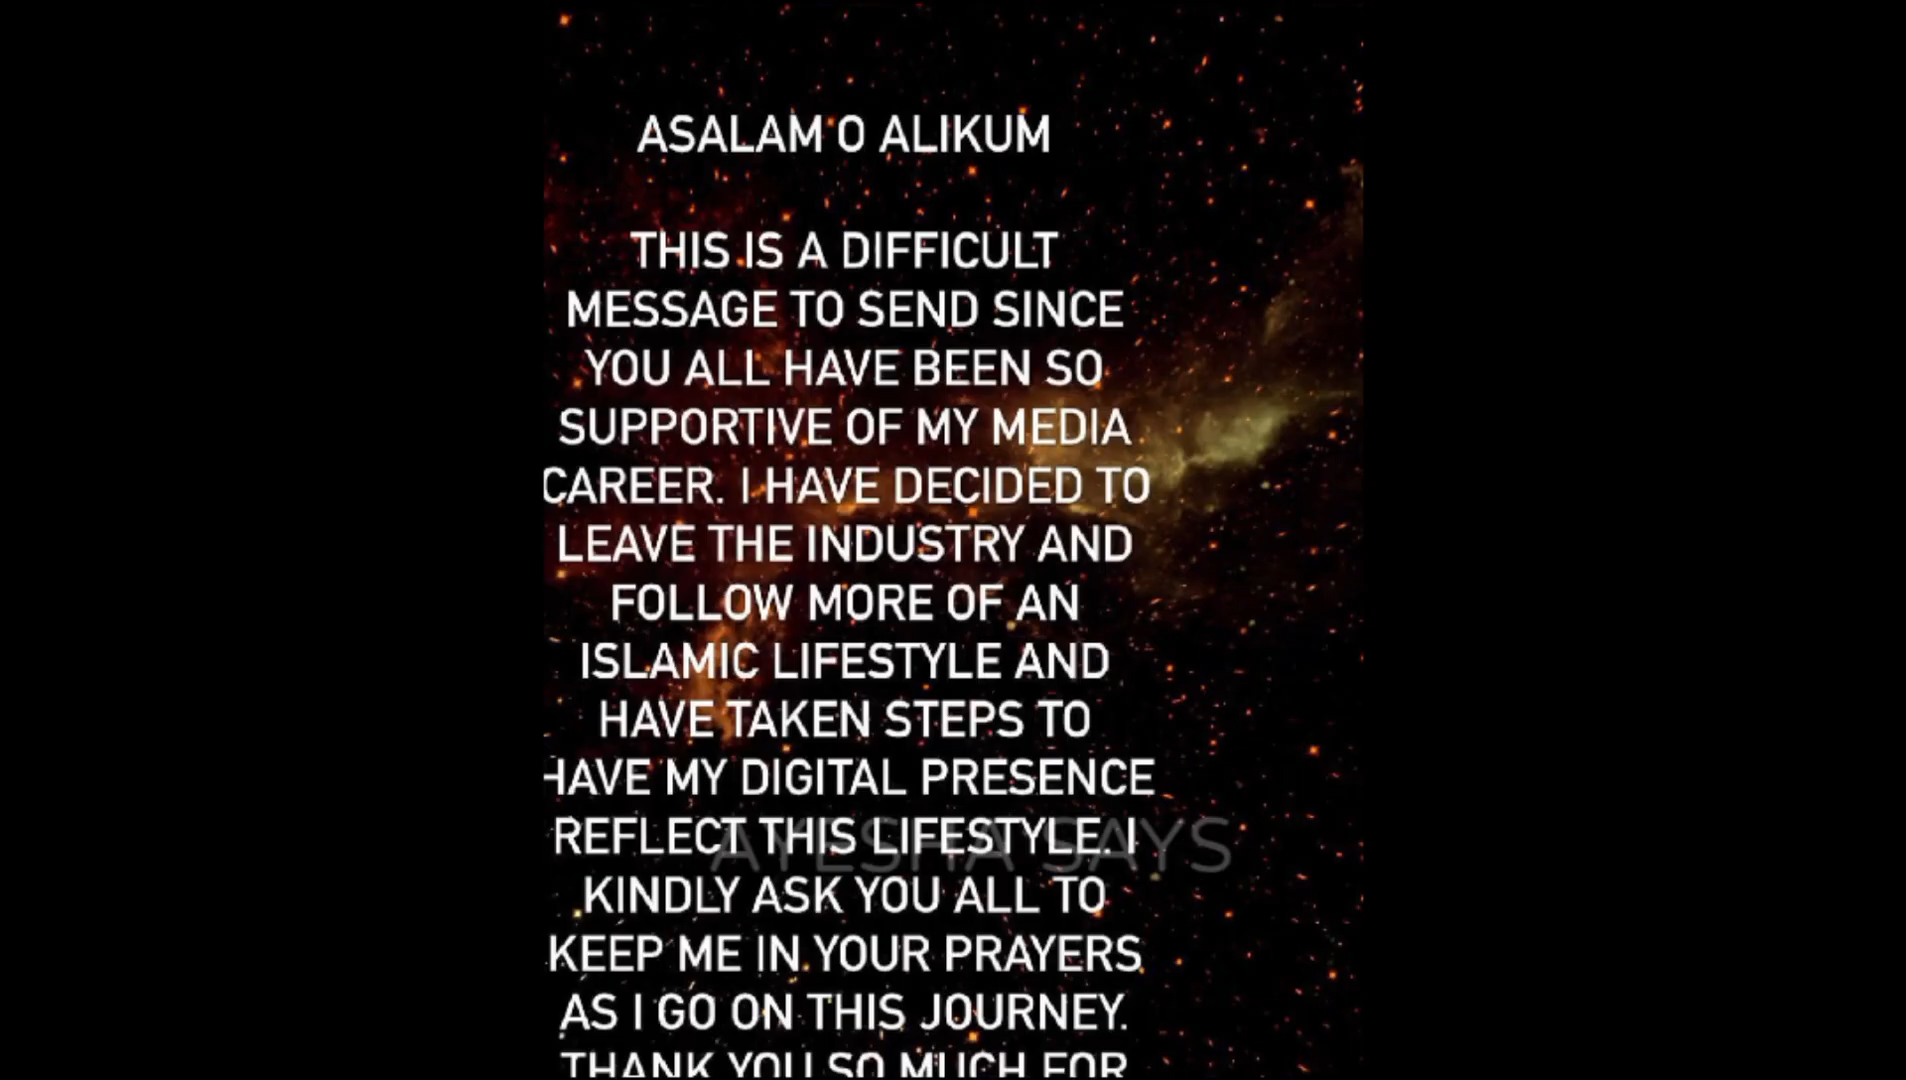 ASALAM O ALIKUM
THIS IS A DIFFICULT
MESSAGE TO SEND SINCE
YOU ALL HAVE BEEN SO
SUPPORTIVE OF MY MEDIA
CAREER. I HAVE DECIDED TO
LEAVE THE INDUSTRY AND
FOLLOW MORE OF AN
ISLAMIC LIFESTYLE AND
HAVE TAKEN STEPS TO
HAVE MY DIGITAL PRESENCE
REFLECT THIS LIFESTYLE. I
AYESHA SAYS
KINDLY ASK YOU ALL TO
KEEP ME IN YOUR PRAYERS
AS I GO ON THIS JOURNEY.
THANK YOU SO MUCH FOR